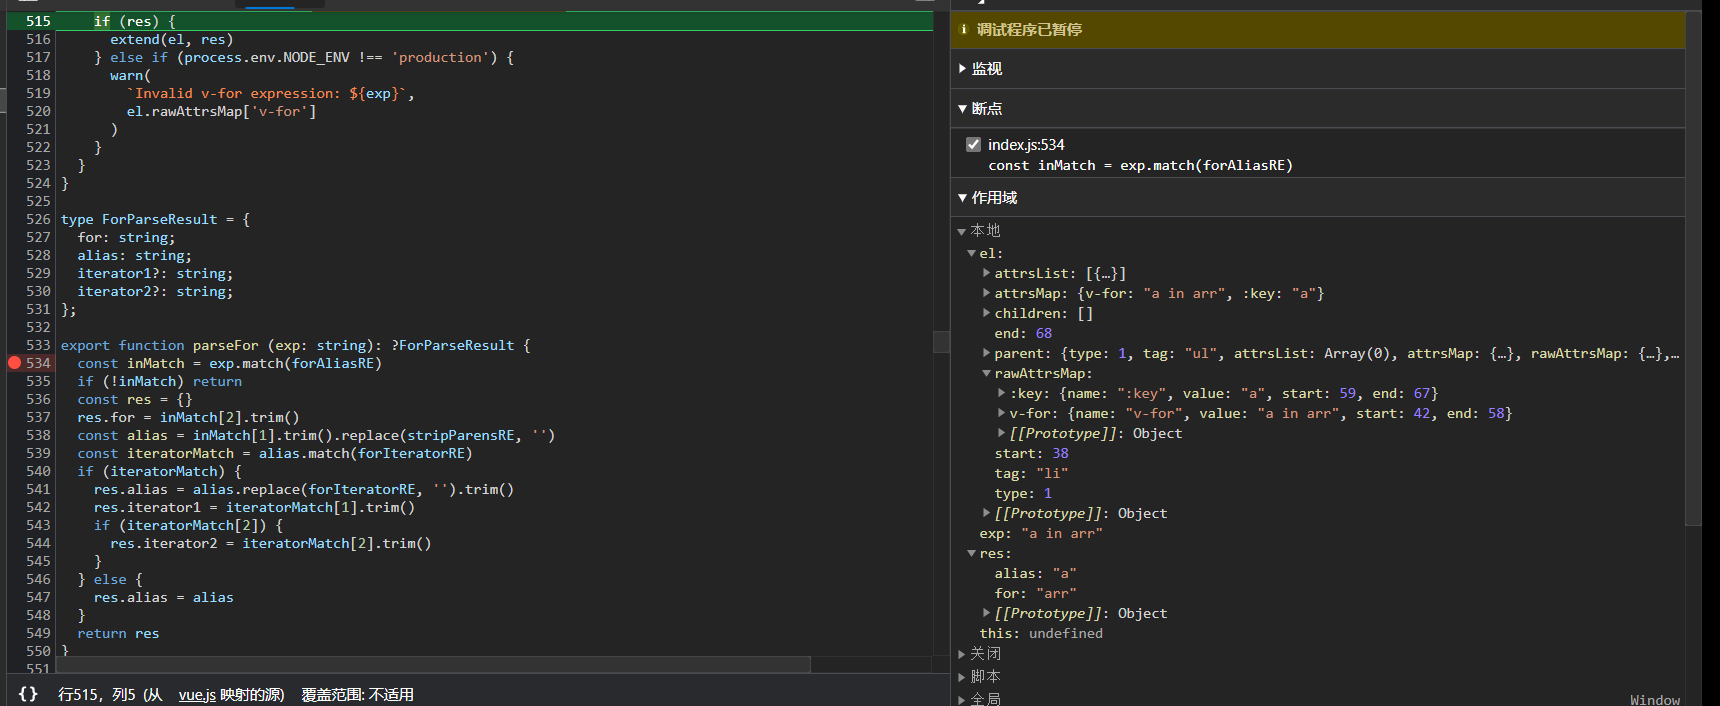 515 if (res) {
516 extend(el, res)
517 } else if (process.env.NODE_ENV !== 'production') {
518 warn(
519 `Invalid v-for expression: ${exp}`,
520 el.rawAttrsMap['v-for']
521 )
522 }
523 }
524 }
525
526 type ForParseResult = {
527 for: string;
528 alias: string;
529 iterator1?: string;
530 iterator2?: string;
531 };
532
533 export function parseFor (exp: string): ?ForParseResult {
534 const inMatch = exp.match(forAliasRE)
535 if (!inMatch) return
536 const res = {}
537 res.for = inMatch[2].trim()
538 const alias = inMatch[1].trim().replace(stripParensRE, '')
539 const iteratorMatch = alias.match(forIteratorRE)
540 if (iteratorMatch) {
541 res.alias = alias.replace(forIteratorRE, '').trim()
542 res.iterator1 = iteratorMatch[1].trim()
543 if (iteratorMatch[2]) {
544 res.iterator2 = iteratorMatch[2].trim()
545 }
546 } else {
547 res.alias = alias
548 }
549 return res
550 }
551
{} 行515，列5 (从 vue.js 映射的源) 覆盖范围: 不适用
调试程序已暂停
监视
断点
index.js:534
const inMatch = exp.match(forAliasRE)
作用域
本地
el:
attrsList: [{…}]
attrsMap: {v-for: "a in arr", :key: "a"}
children: []
end: 68
parent: {type: 1, tag: "ul", attrsList: Array(0), attrsMap: {…}, rawAttrsMap: {…},…
rawAttrsMap:
:key: {name: ":key", value: "a", start: 59, end: 67}
v-for: {name: "v-for", value: "a in arr", start: 42, end: 58}
[[Prototype]]: Object
start: 38
tag: "li"
type: 1
[[Prototype]]: Object
exp: "a in arr"
res:
alias: "a"
for: "arr"
[[Prototype]]: Object
this: undefined
关闭
脚本
全局 Window